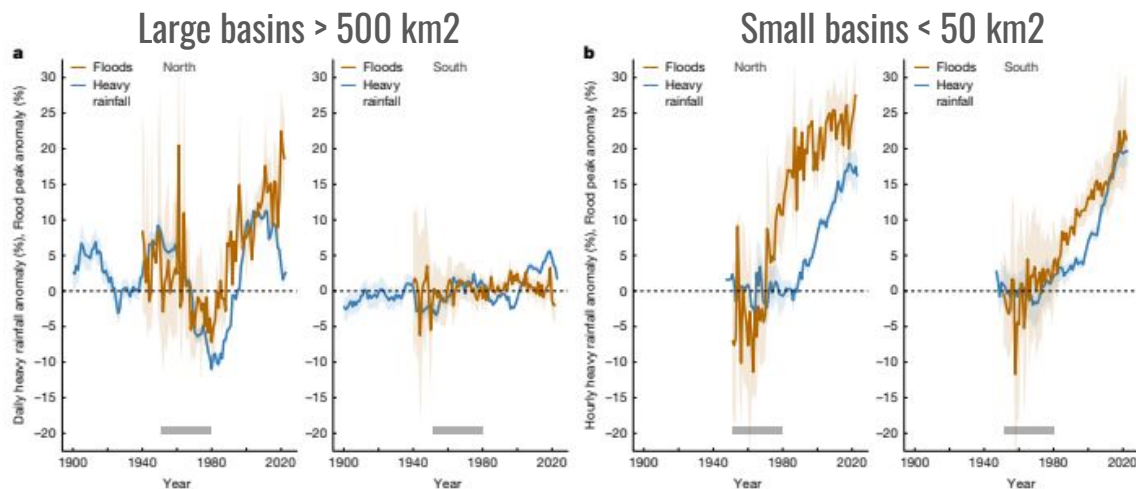 Large basins > 500 km2
Small basins < 50 km2
a
Floods
Heavy
rainfall
North
Daily heavy rainfall anomaly (%), Flood peak anomaly (%)
30
25
20
15
10
5
0
−5
−10
−15
−20
1900 1940 1980 2020
Year
Floods
Heavy
rainfall
South
30
25
20
15
10
5
0
−5
−10
−15
−20
1900 1940 1980 2020
Year
b
Floods
Heavy
rainfall
North
Hourly heavy rainfall anomaly (%), Flood peak anomaly (%)
30
25
20
15
10
5
0
−5
−10
−15
−20
1900 1940 1980 2020
Year
Floods
Heavy
rainfall
South
30
25
20
15
10
5
0
−5
−10
−15
−20
1900 1940 1980 2020
Year